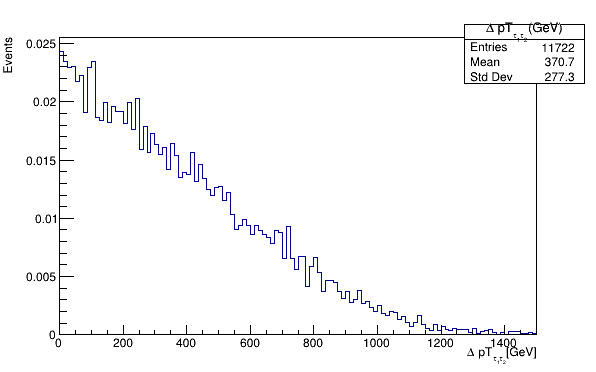 Δ pT_{τ₁τ₂}(GeV)
Entries 11722
Mean 370.7
Std Dev 277.3
Events
0.025
0.02
0.015
0.01
0.005
0
0 200 400 600 800 1000 1200 1400
Δ pT_{τ₁τ₂}[GeV]